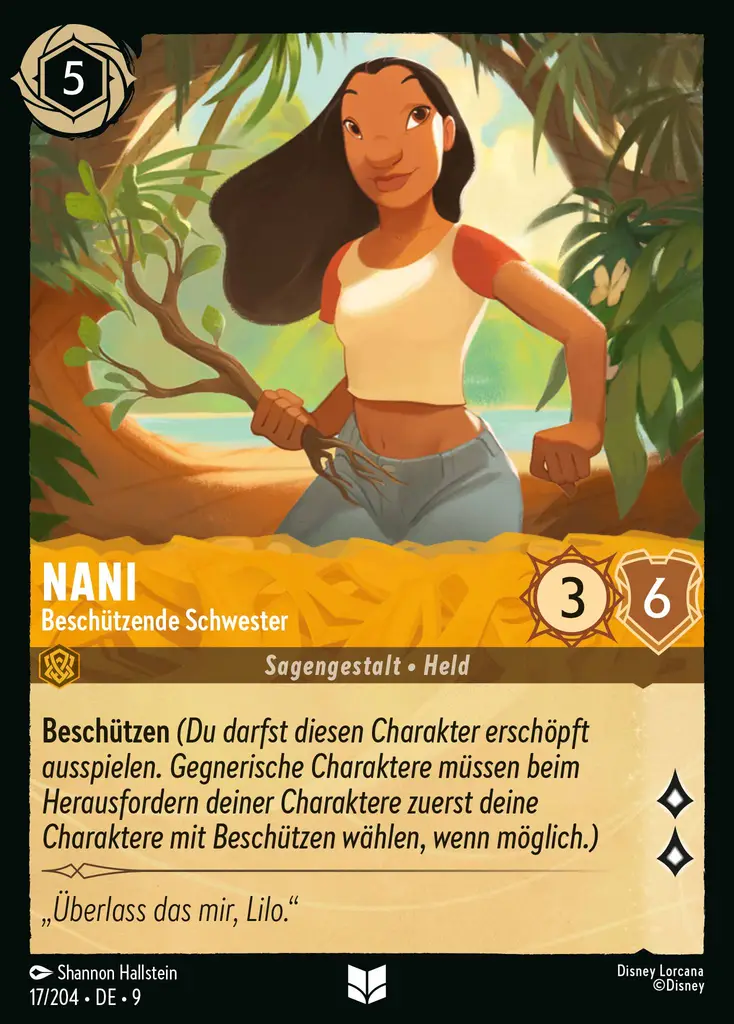 5
NANI
Beschützende Schwester
3
6
Sagengestalt • Held
Beschützen (Du darfst diesen Charakter erschöpft
ausspielen. Gegnerische Charaktere müssen beim
Herausfordern deiner Charaktere zuerst deine
Charaktere mit Beschützen wählen, wenn möglich.)
„Überlass das mir, Lilo.“
Shannon Hallstein
17/204 • DE • 9
Disney Lorcana
©Disney